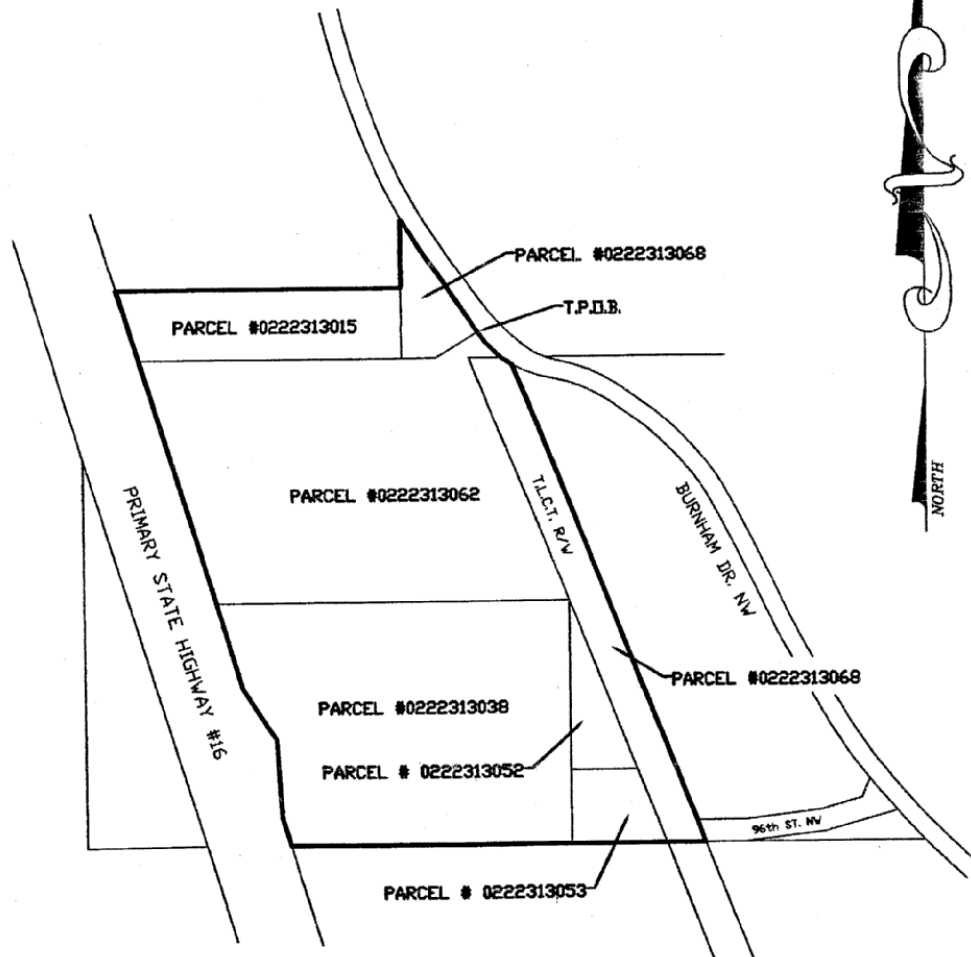 PARCEL #0222313068
T.P.O.B.
PARCEL #0222313015
NORTH
PARCEL #0222313062
T.L.C.T. R/W
BURNHAM DR. NW
PRIMARY STATE HIGHWAY #16
PARCEL #0222313068
PARCEL #0222313038
PARCEL # 0222313052
96th ST. NW
PARCEL # 0222313053